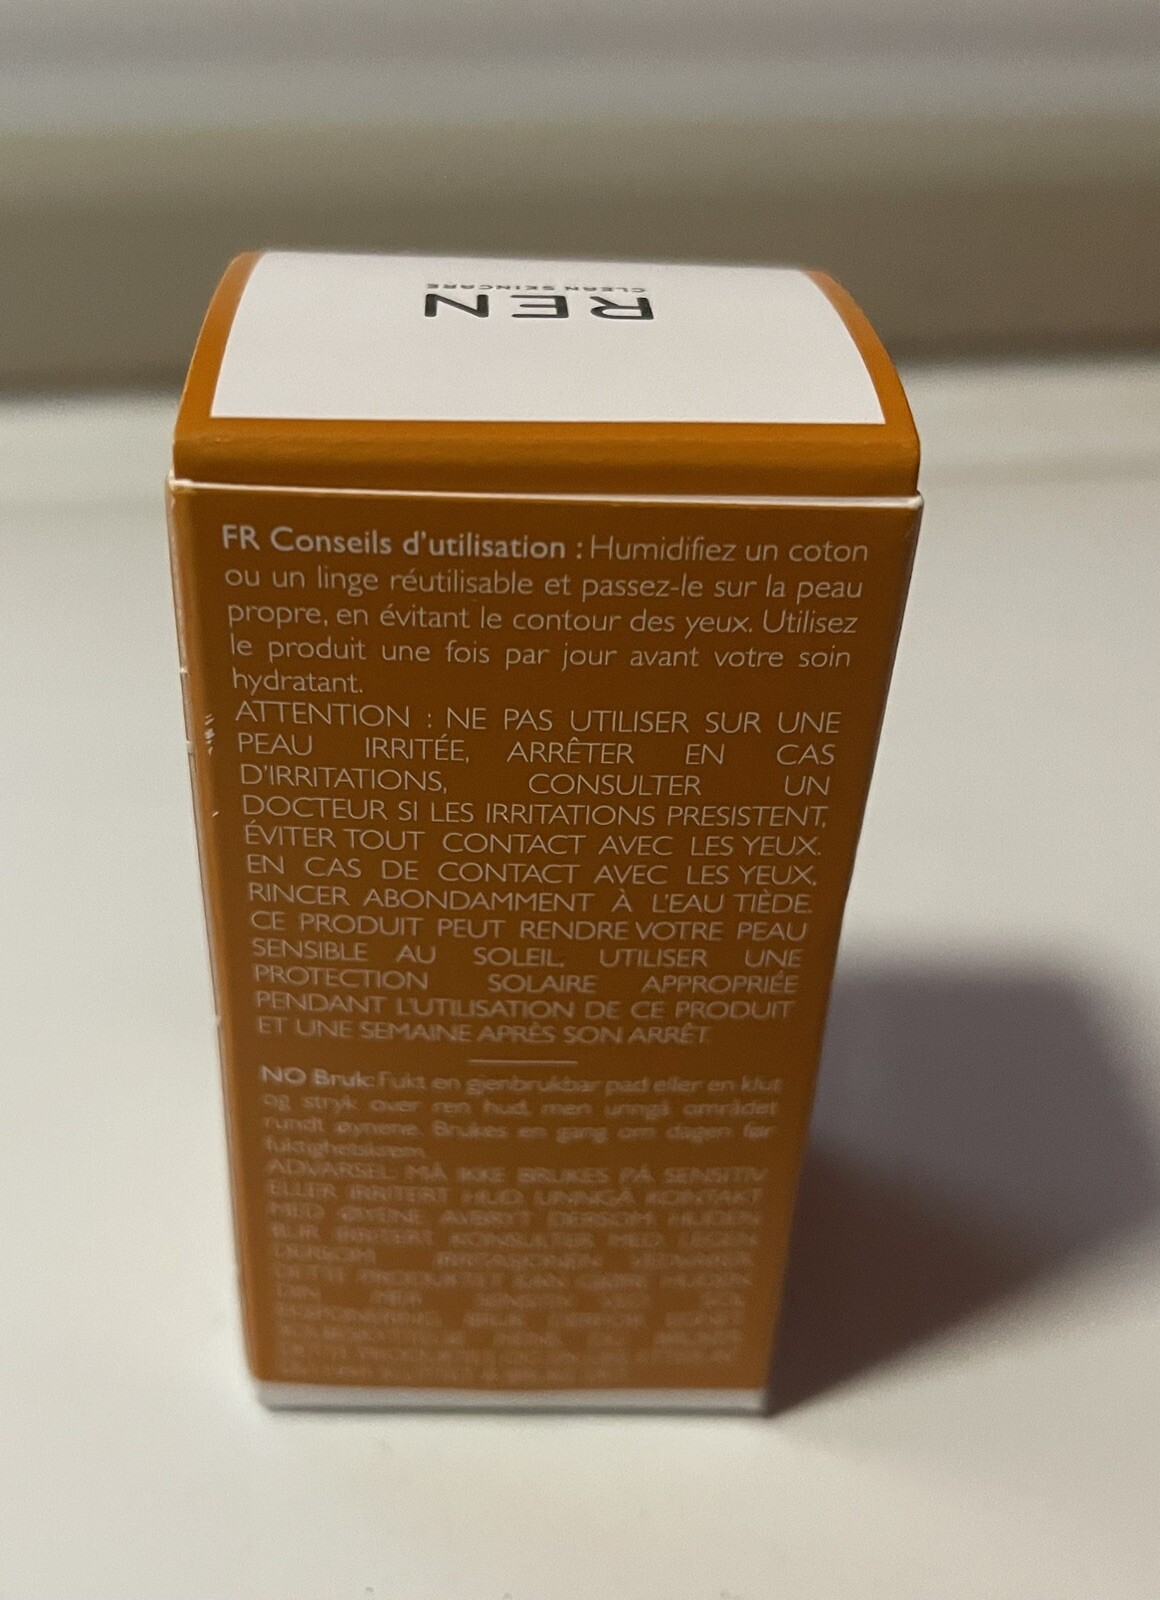 REN
CLEAN SKINCARE
FR Conseils d'utilisation : Humidifiez un coton
ou un linge réutilisable et passez-le sur la peau
propre, en évitant le contour des yeux. Utilisez
le produit une fois par jour avant votre soin
hydratant.
ATTENTION : NE PAS UTILISER SUR UNE
PEAU IRRITÉE, ARRÊTER EN CAS
D'IRRITATIONS, CONSULTER UN
DOCTEUR SI LES IRRITATIONS PRESISTENT,
ÉVITER TOUT CONTACT AVEC LES YEUX.
EN CAS DE CONTACT AVEC LES YEUX,
RINCER ABONDAMMENT À L'EAU TIÈDE.
CE PRODUIT PEUT RENDRE VOTRE PEAU
SENSIBLE AU SOLEIL. UTILISER UNE
PROTECTION SOLAIRE APPROPRIÉE
PENDANT L'UTILISATION DE CE PRODUIT
ET UNE SEMAINE APRÈS SON ARRÊT.
NO Bruk: Fukt en gjenbrukbar pad eller en klut
og stryk over ren hud, men unngå området
rundt øynene. Brukes en gang om dagen før
fuktighetskrem.
ADVARSEL: MÅ IKKE BRUKES PÅ SENSITIV
ELLER IRRITERT HUD. UNNGÅ KONTAKT
MED ØYENE. AVBRYT DERSOM HUDEN
BLIR IRRITERT. KONSULTER MED LEGEN
DERSOM IRRITASJONEN VEDVARER.
DETTE PRODUKTET KAN GJØRE HUDEN
DIN MER SENSITIV VED SOL